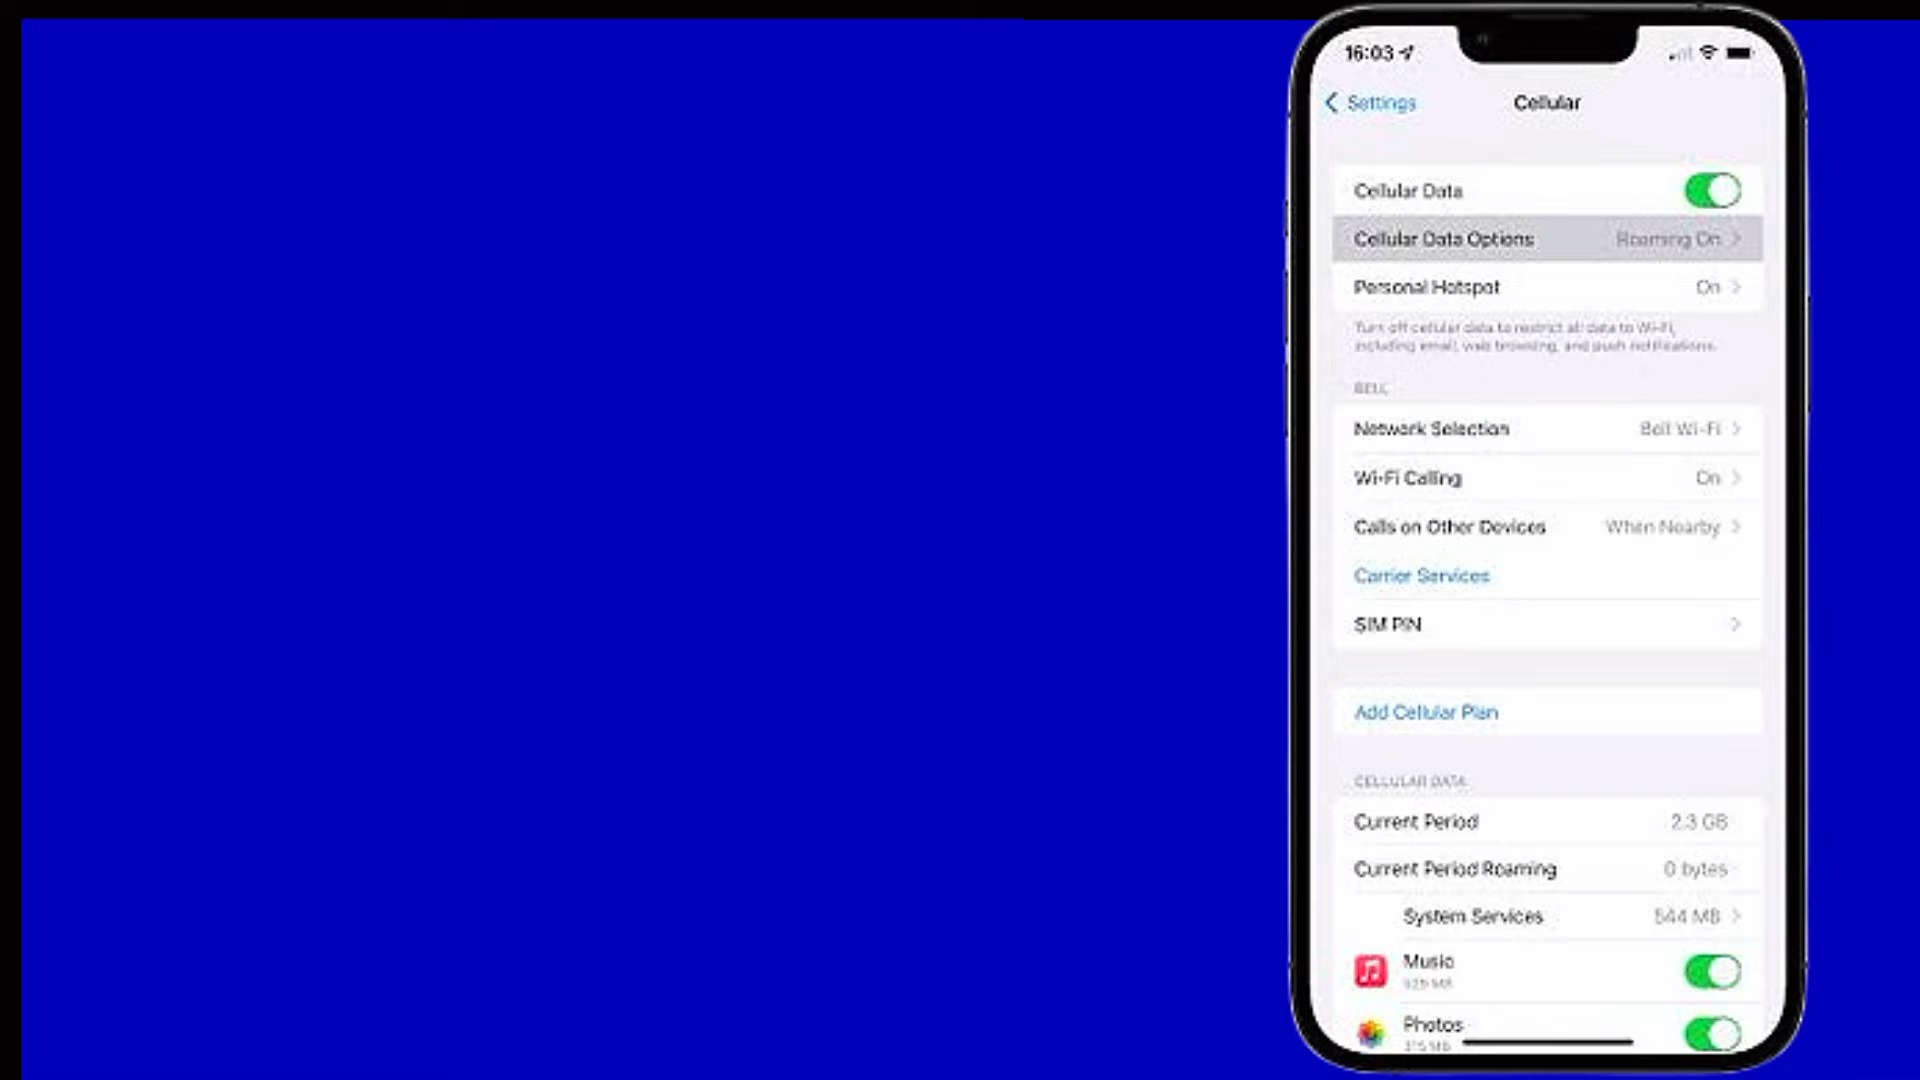 16:03
Settings
Cellular
Cellular Data
Cellular Data Options Roaming On
Personal Hotspot On
Turn off cellular data to restrict all data to Wi-Fi,
including email, web browsing, and push notifications.
BELL
Network Selection Bell Wi-Fi
Wi-Fi Calling On
Calls on Other Devices When Nearby
Carrier Services
SIM PIN
Add Cellular Plan
CELLULAR DATA
Current Period 2.3 GB
Current Period Roaming 0 bytes
System Services 544 MB
Music
Photos
315 MB